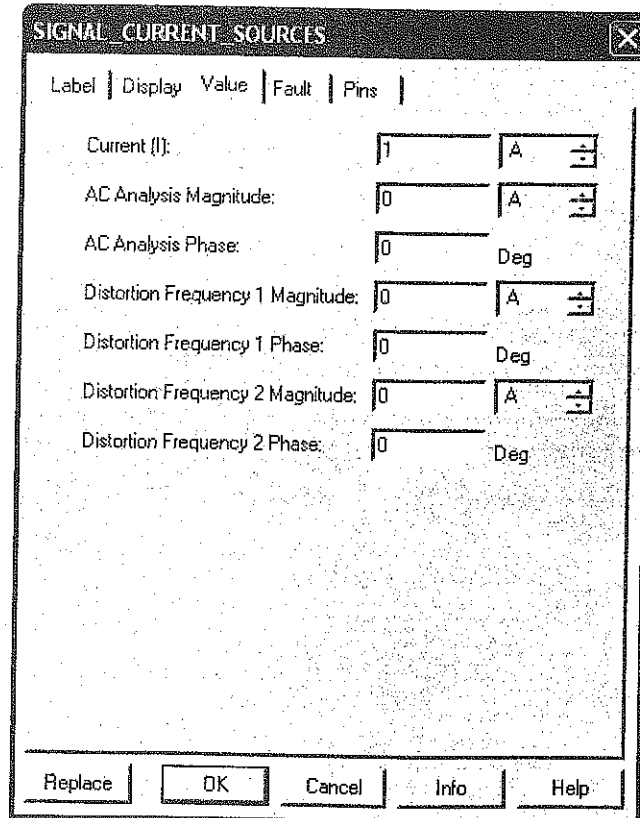 SIGNAL_CURRENT_SOURCES
Label Display Value Fault Pins
Current (I): 1 A
AC Analysis Magnitude: 0 A
AC Analysis Phase: 0 Deg
Distortion Frequency 1 Magnitude: 0 A
Distortion Frequency 1 Phase: 0 Deg
Distortion Frequency 2 Magnitude: 0 A
Distortion Frequency 2 Phase: 0 Deg
Replace OK Cancel Info Help